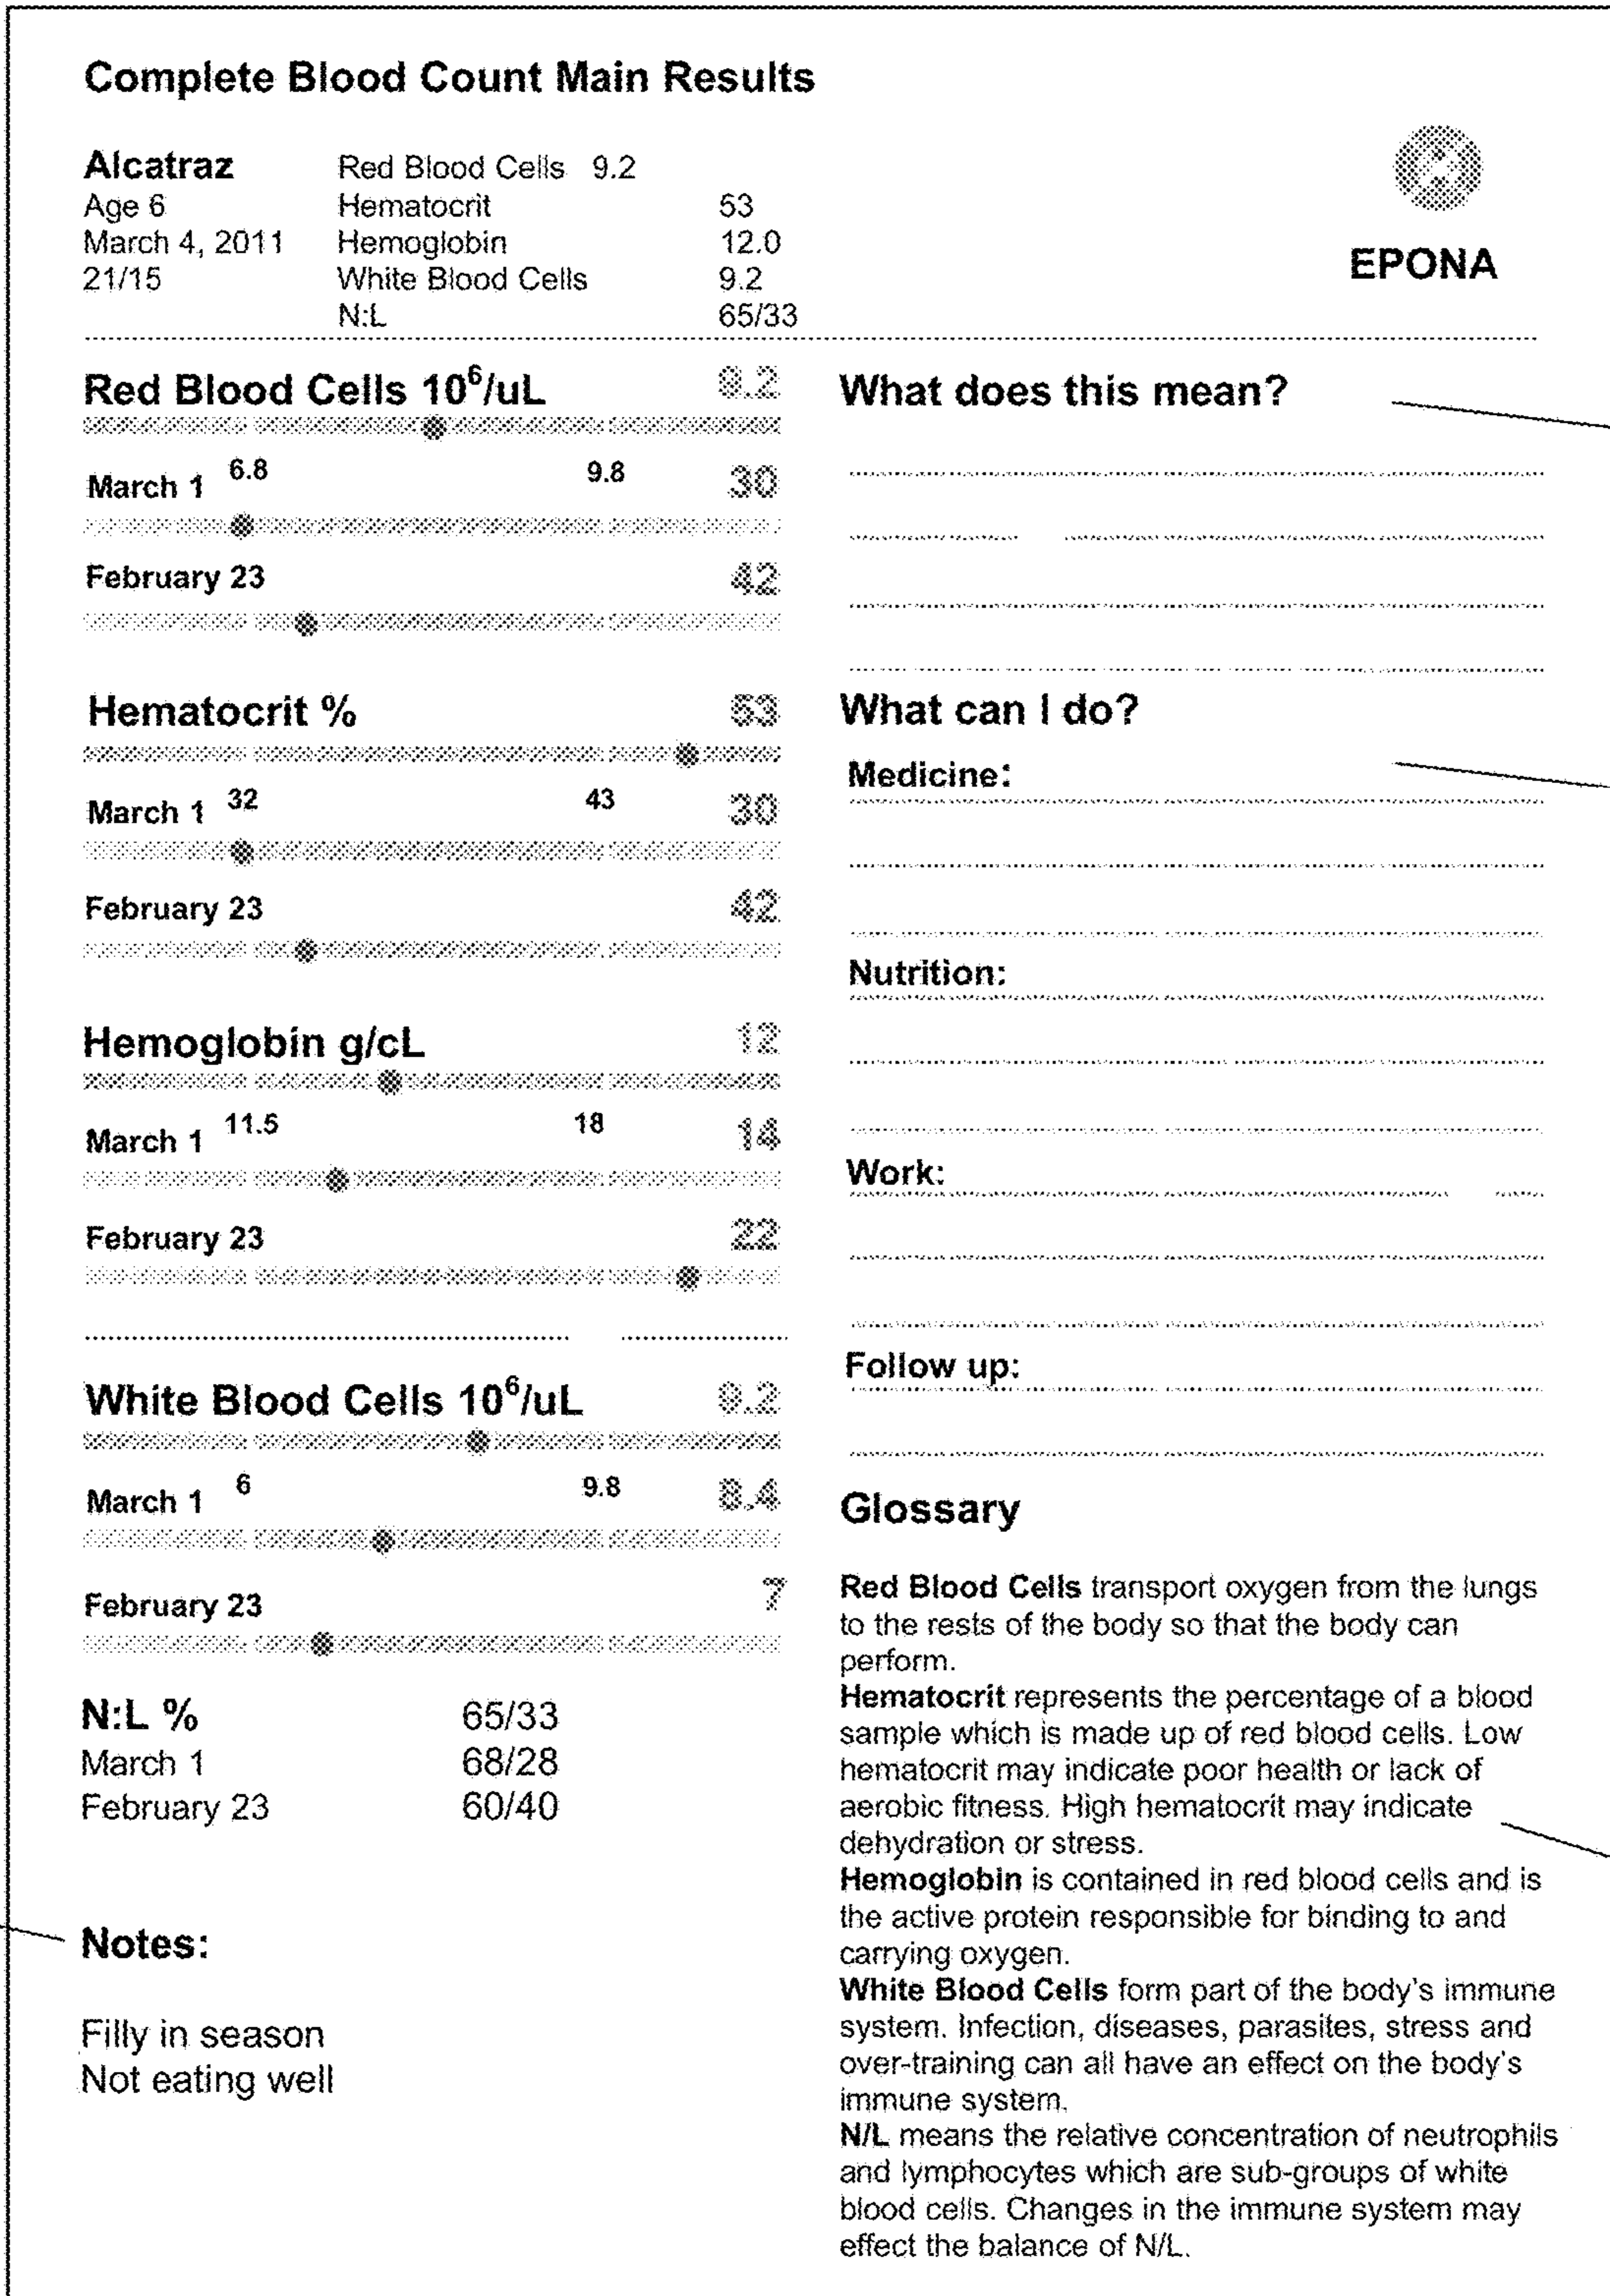 Complete Blood Count Main Results
Alcatraz Red Blood Cells 9.2
Age 6 Hematocrit 53
March 4, 2011 Hemoglobin 12.0
21/15 White Blood Cells 9.2
N:L 65/33
EPONA
Red Blood Cells 10⁶/uL
March 1 6.8 9.8 30
February 23 42
Hematocrit % 53
March 1 32 43 30
February 23 42
Hemoglobin g/cL 12
March 1 11.5 18 14
February 23 22
White Blood Cells 10⁶/uL 9.2
March 1 6 9.8 8.4
February 23 7
N:L % 65/33
March 1 68/28
February 23 60/40
Notes:
Filly in season
Not eating well
What does this mean?
What can I do?
Medicine:
Nutrition:
Work:
Follow up:
Glossary
Red Blood Cells transport oxygen from the lungs
to the rests of the body so that the body can
perform.
Hematocrit represents the percentage of a blood
sample which is made up of red blood cells. Low
hematocrit may indicate poor health or lack of
aerobic fitness. High hematocrit may indicate
dehydration or stress.
Hemoglobin is contained in red blood cells and is
the active protein responsible for binding to and
carrying oxygen.
White Blood Cells form part of the body's immune
system. Infection, diseases, parasites, stress and
over-training can all have an effect on the body's
immune system.
N/L means the relative concentration of neutrophils
and lymphocytes which are sub-groups of white
blood cells. Changes in the immune system may
effect the balance of N/L.